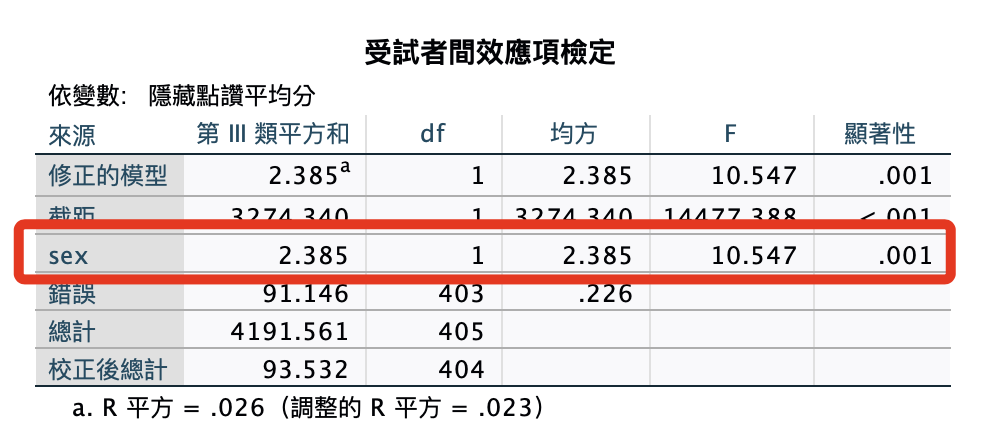 受試者間效應項檢定
依變數: 隱藏點讚平均分
來源 第 III 類平方和 df 均方 F 顯著性
修正的模型 2.385a 1 2.385 10.547 .001
截距 3274.340 1 3274.340 14477.388 <.001
sex 2.385 1 2.385 10.547 .001
錯誤 91.146 403 .226
總計 4191.561 405
校正後總計 93.532 404
a. R 平方 = .026（調整的 R 平方 = .023）